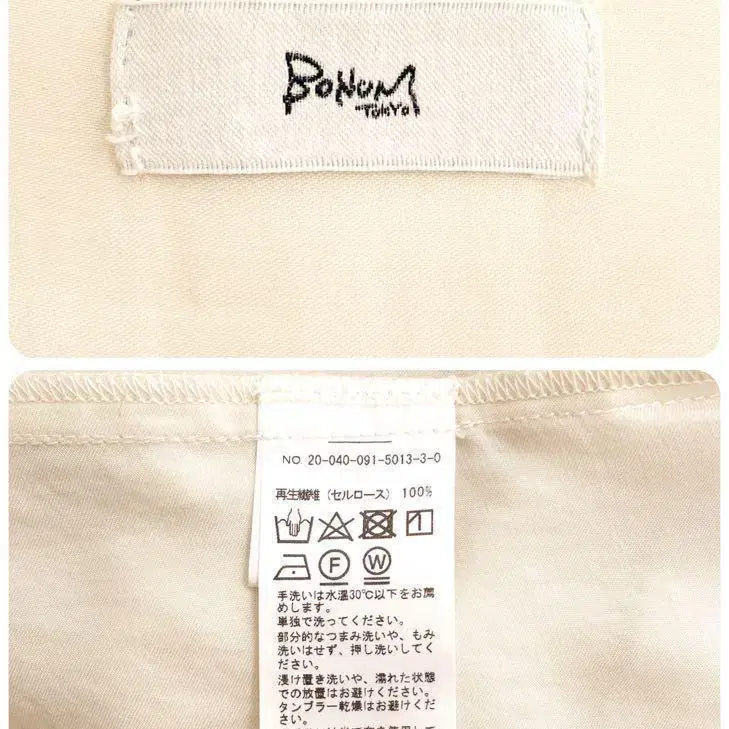 BONUM
TOKYO
NO. 20-040-091-5013-3-0
再生繊維 (セルロース) 100%
F W
手洗いは水温30℃以下をお薦
めします。
単独で洗ってください。
部分的なつまみ洗いや、もみ
洗いはせず、押し洗いしてく
ださい。
浸け置き洗いや、濡れた状態
での放置はお避けください。
タンブラー乾燥はお避けくだ
さい。